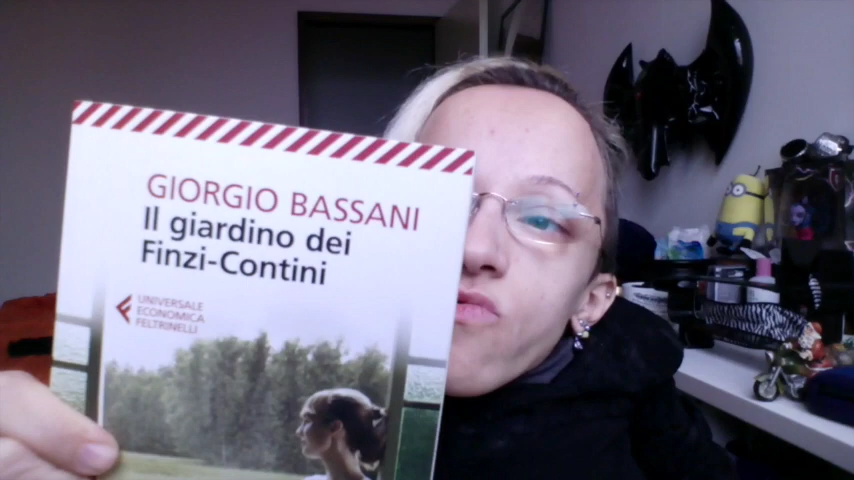 GIORGIO BASSANI
Il giardino dei
Finzi-Contini
UNIVERSALE
ECONOMICA
FELTRINELLI